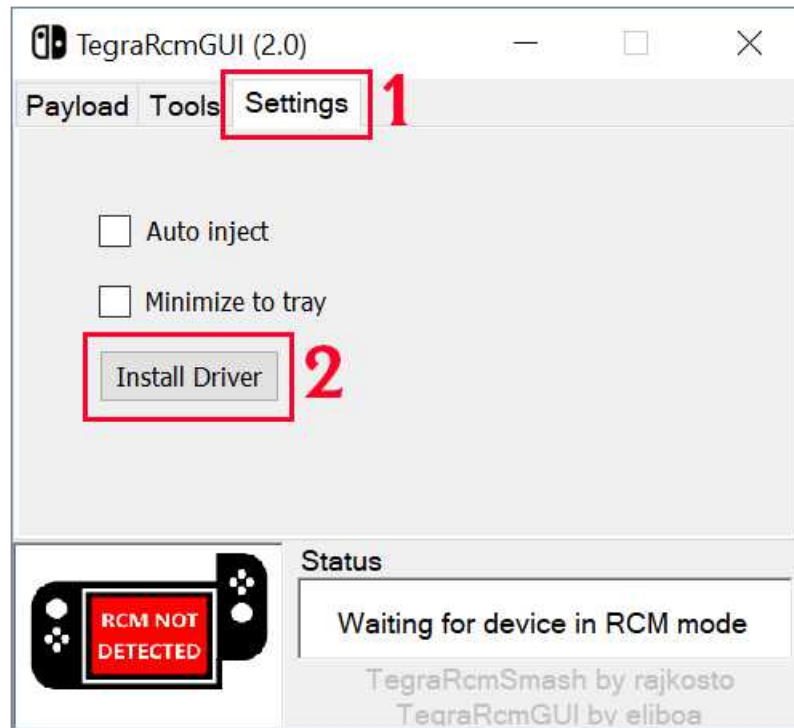 TegraRcmGUI (2.0)
Payload Tools Settings 1
Auto inject
Minimize to tray
Install Driver 2
Status
RCM NOT
DETECTED
Waiting for device in RCM mode
TegraRcmSmash by rajkosto
TegraRcmGUI by eliboa